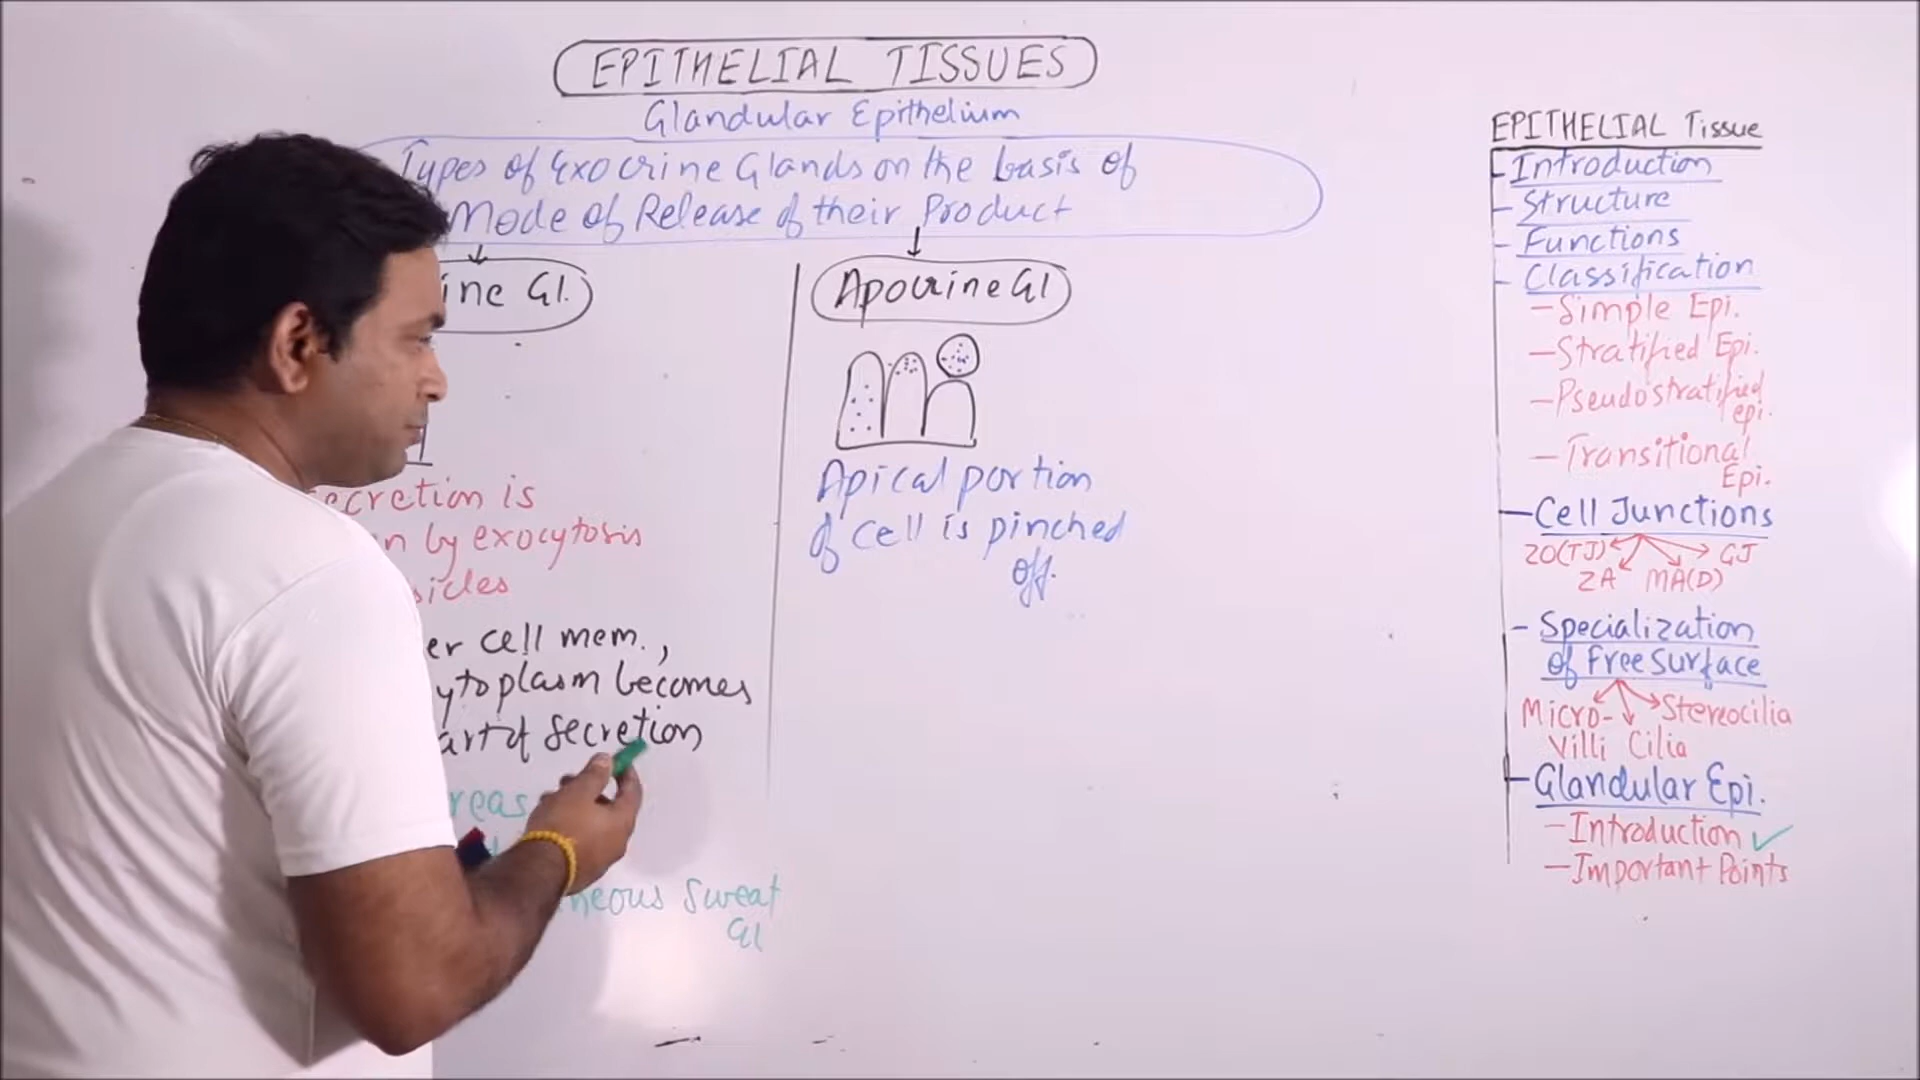 EPITHELIAL TISSUES
Glandular Epithelium
Types of Exocrine Glands on the basis of
Mode of Release of their Product
ine Gl.
ecretion is
n by exocytosis
sicles
er cell mem.,
ytoplasm becomes
art of secretion
reas
neous Sweat
Gl
Apocrine Gl
Apical portion
of cell is pinched
off.
EPITHELIAL Tissue
- Introduction
- Structure
- Functions
- Classification
- Simple Epi.
- Stratified Epi.
- Pseudostratified
epi.
- Transitional
Epi.
- Cell Junctions
ZO(TJ) GJ
ZA MA(D)
- Specialization
of Free Surface
Micro- Stereocilia
Villi Cilia
- Glandular Epi.
- Introduction ✓
- Important Points